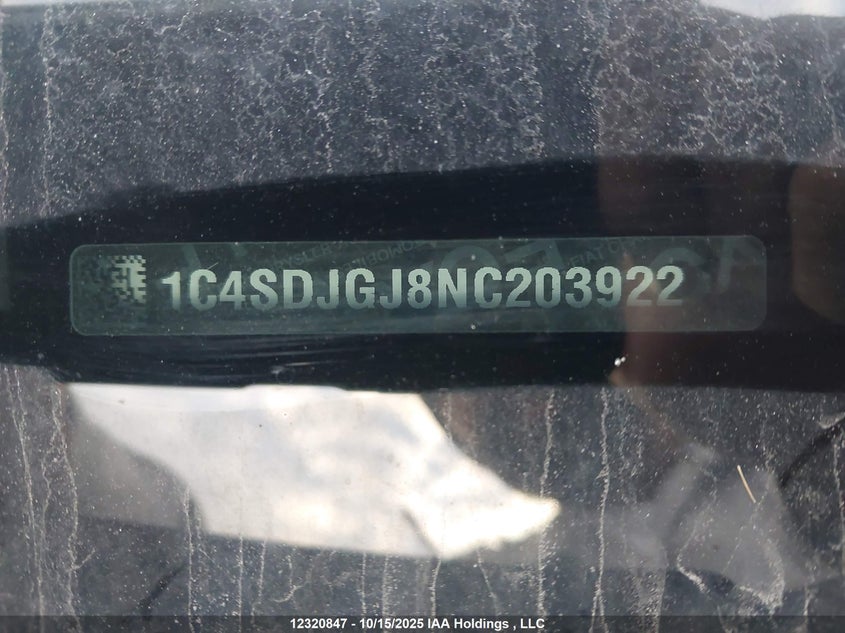 1C4SDJGJ8NC203922
12320847 - 10/15/2025 IAA Holdings , LLC